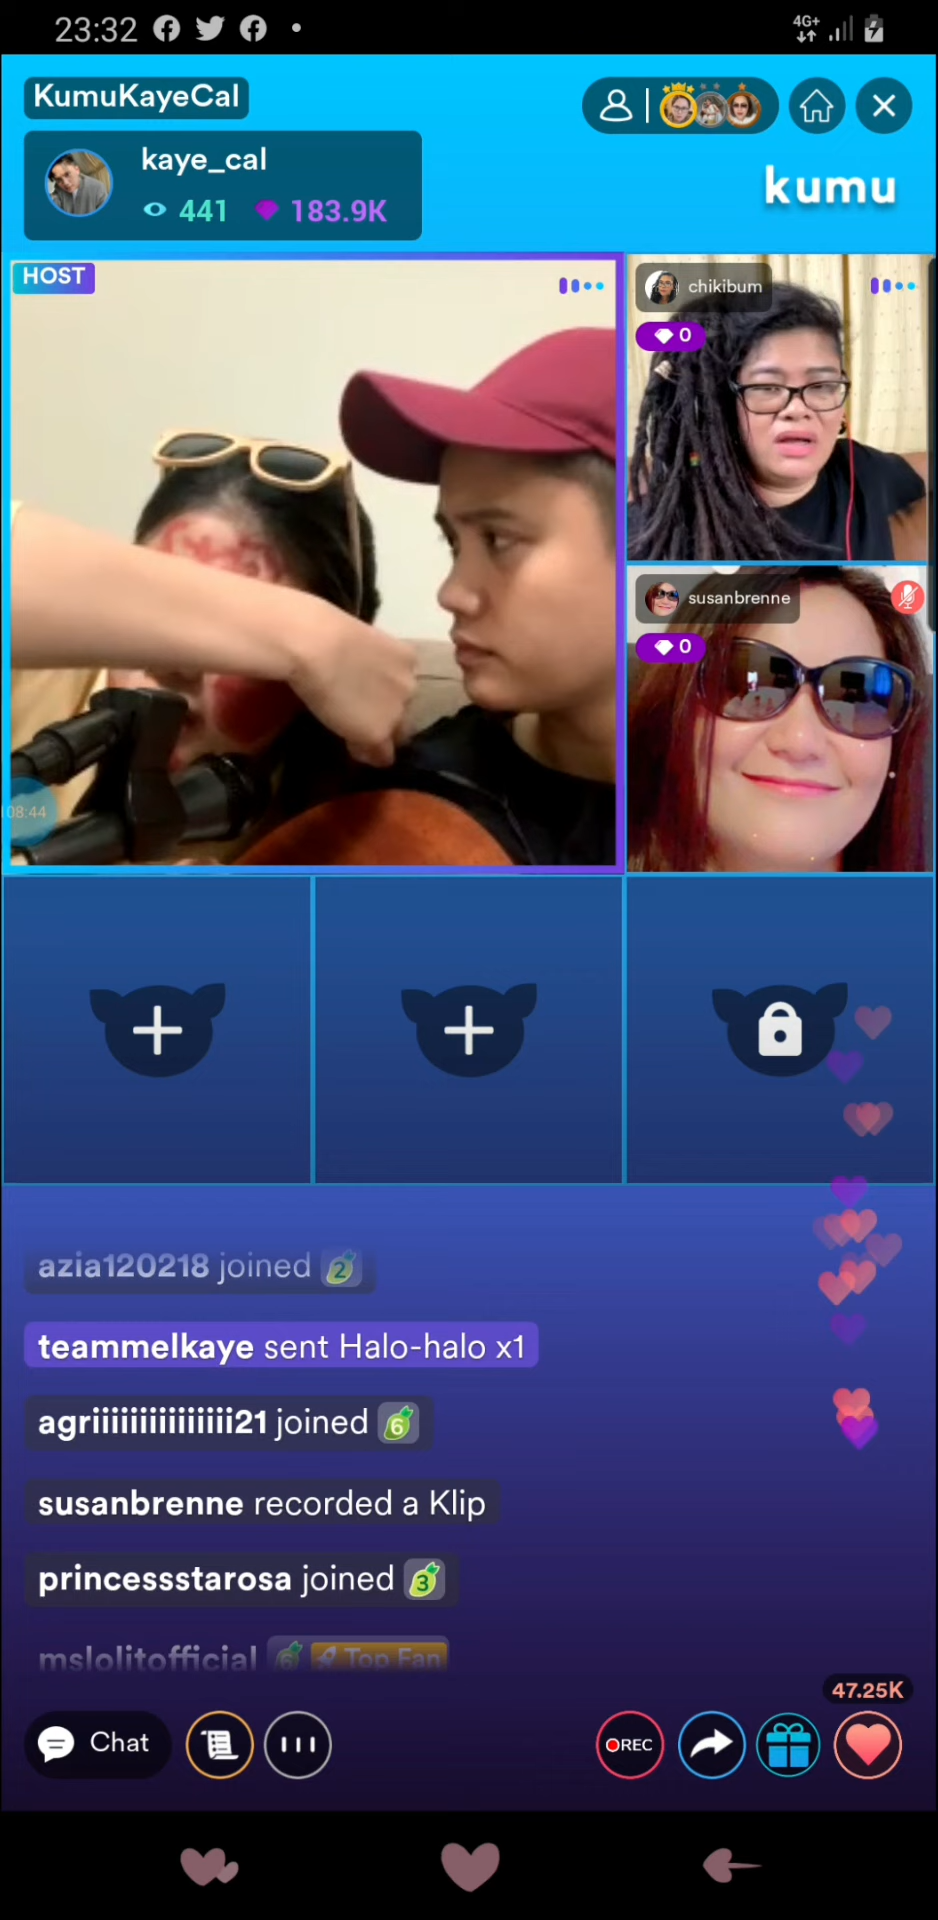 23:32
4G+
KumuKayeCal
kaye_cal
441 183.9K
kumu
HOST
chikibum
0
susanbrenne
0
08:44
azia120218 joined 2
teammelkaye sent Halo-halo x1
agriiiiiiiiiiiiiii21 joined 6
susanbrenne recorded a Klip
princessstarosa joined 3
mslolitofficial 6 Top Fan
47.25K
Chat
REC